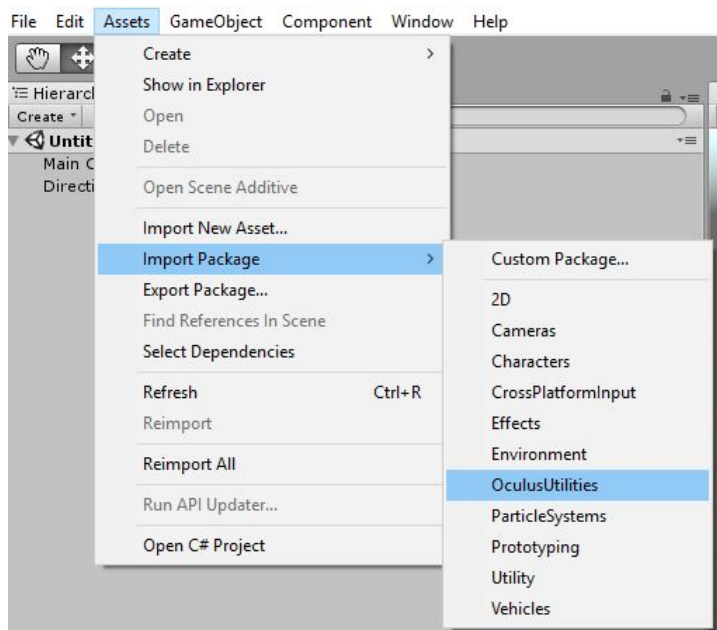 File Edit Assets GameObject Component Window Help
Create
Show in Explorer
Hierarc
Create
Open
Untit
Delete
Main C
Directi
Open Scene Additive
Import New Asset...
Import Package
Export Package...
Find References In Scene
Select Dependencies
Refresh Ctrl+R
Reimport
Reimport All
Run API Updater...
Open C# Project
Custom Package...
2D
Cameras
Characters
CrossPlatformInput
Effects
Environment
OculusUtilities
ParticleSystems
Prototyping
Utility
Vehicles